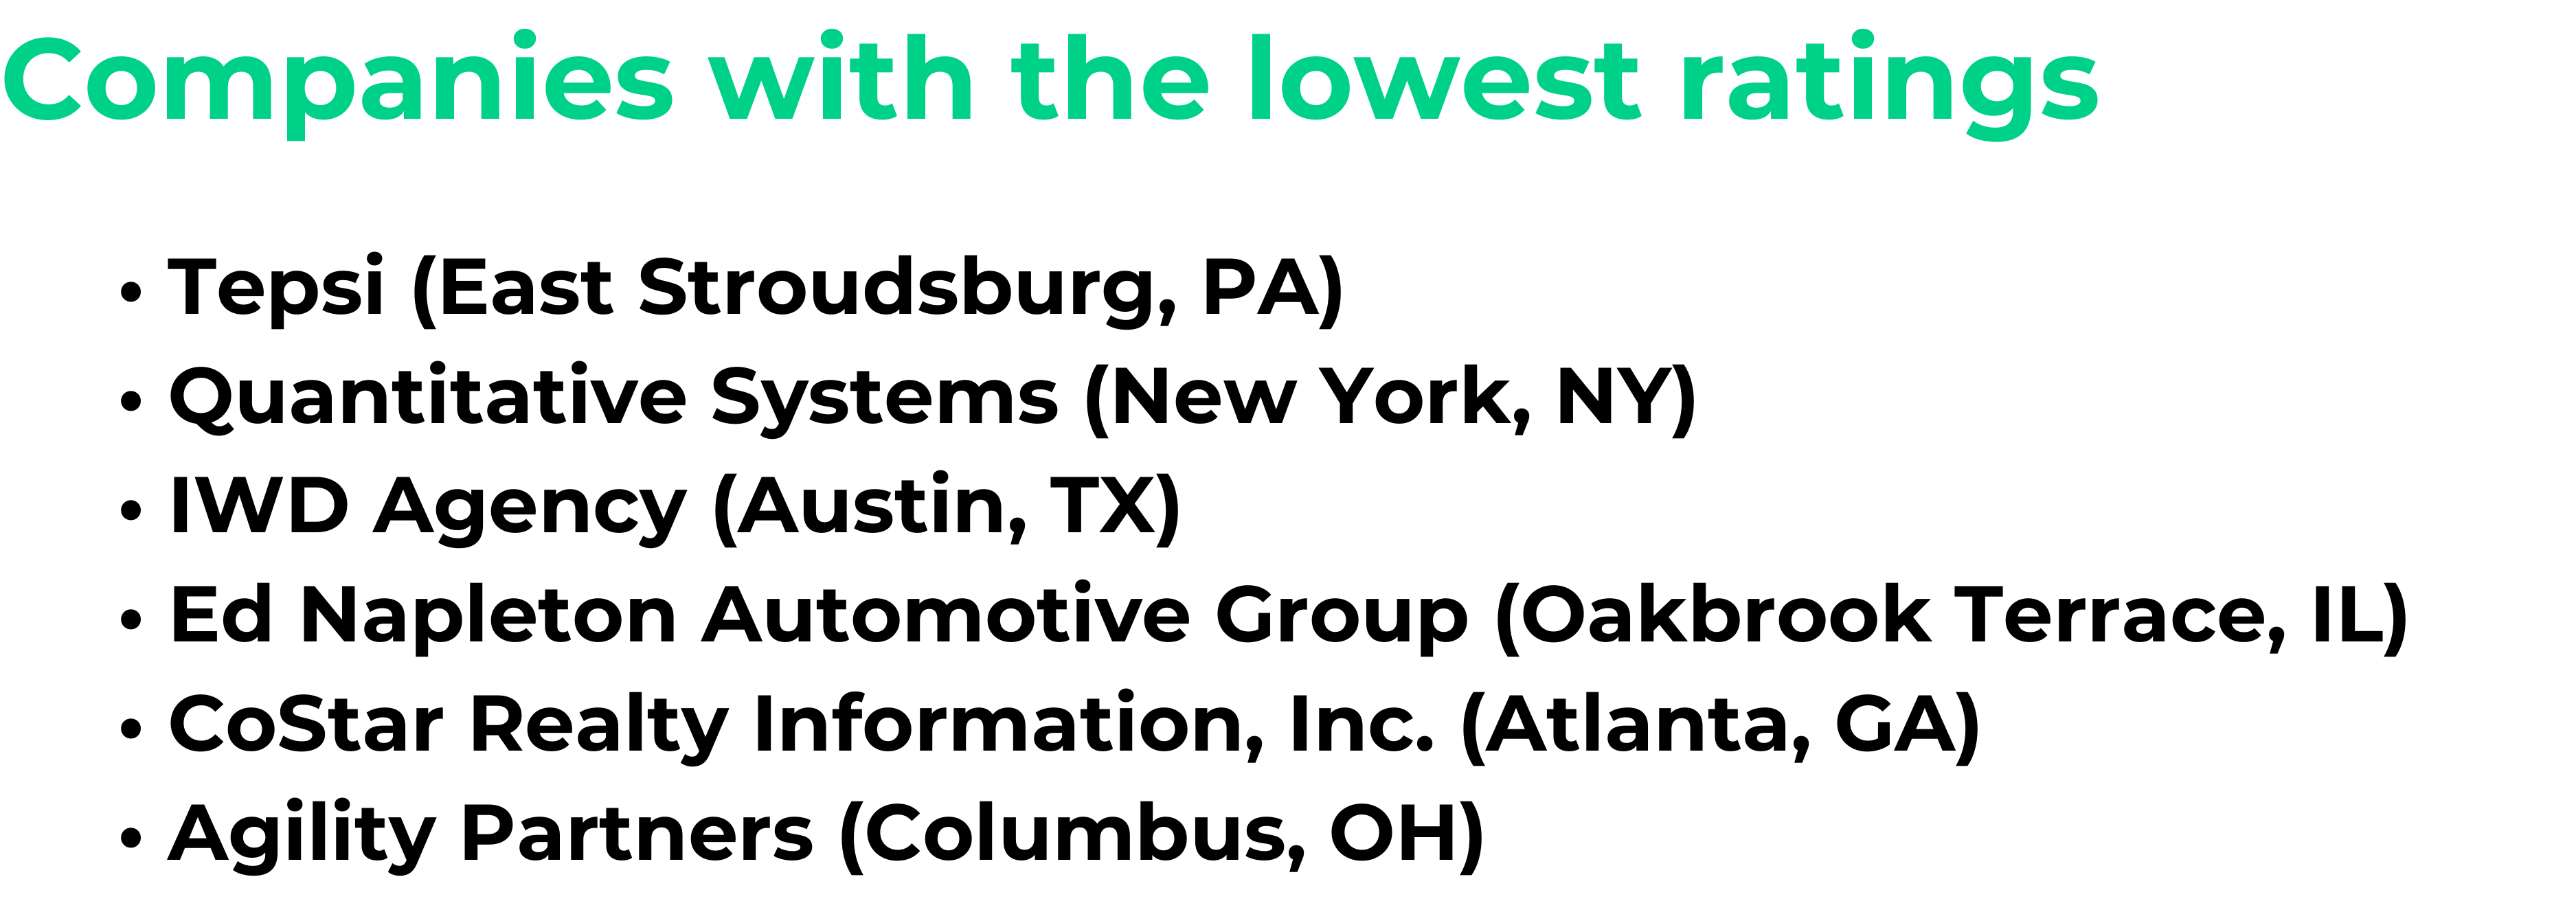 Companies with the lowest ratings
• Tepsi (East Stroudsburg, PA)
• Quantitative Systems (New York, NY)
• IWD Agency (Austin, TX)
• Ed Napleton Automotive Group (Oakbrook Terrace, IL)
• CoStar Realty Information, Inc. (Atlanta, GA)
• Agility Partners (Columbus, OH)